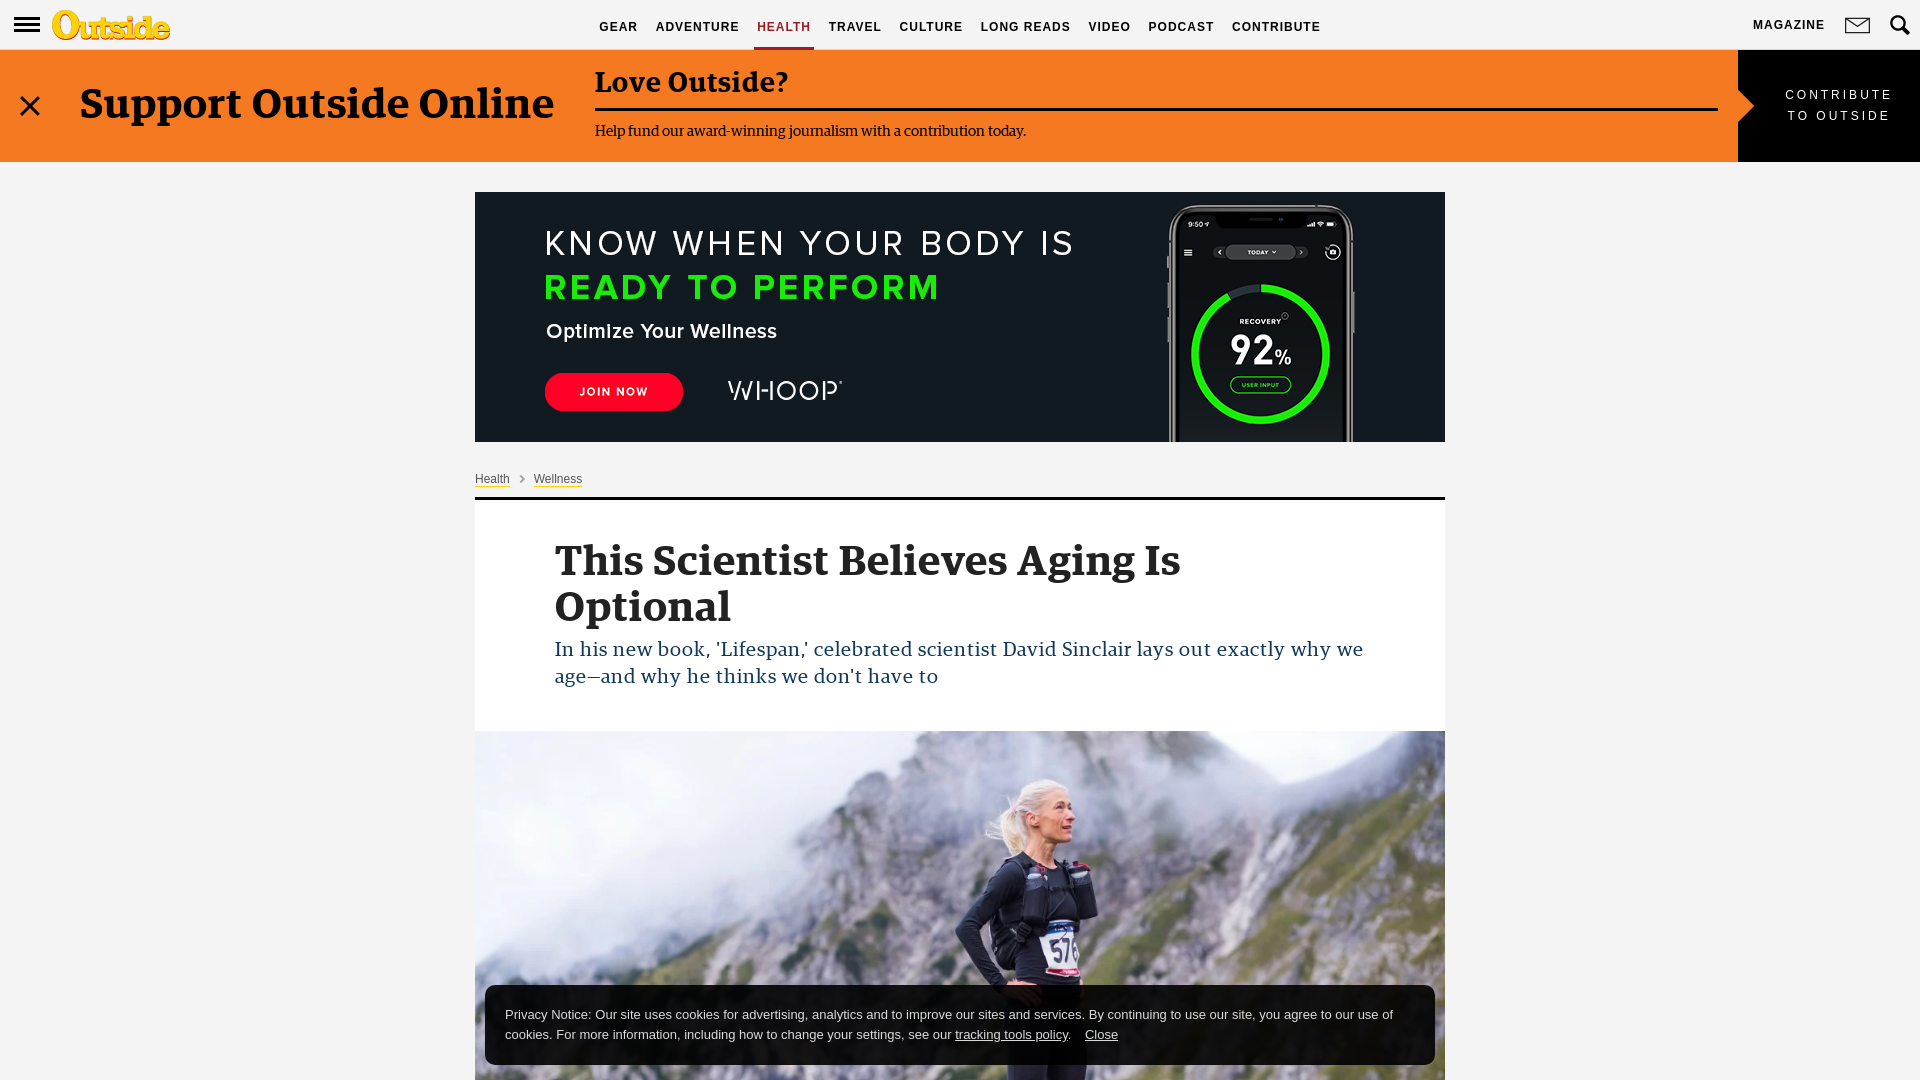 Outside
GEAR ADVENTURE HEALTH TRAVEL CULTURE LONG READS VIDEO PODCAST CONTRIBUTE
MAGAZINE
Support Outside Online
Love Outside?
Help fund our award-winning journalism with a contribution today.
CONTRIBUTE
TO OUTSIDE
KNOW WHEN YOUR BODY IS
READY TO PERFORM
Optimize Your Wellness
JOIN NOW
WHOOP
9:50
TODAY
RECOVERY
92%
USER INPUT
Health > Wellness
This Scientist Believes Aging Is
Optional
In his new book, 'Lifespan,' celebrated scientist David Sinclair lays out exactly why we
age—and why he thinks we don't have to
576
Privacy Notice: Our site uses cookies for advertising, analytics and to improve our sites and services. By continuing to use our site, you agree to our use of
cookies. For more information, including how to change your settings, see our tracking tools policy. Close